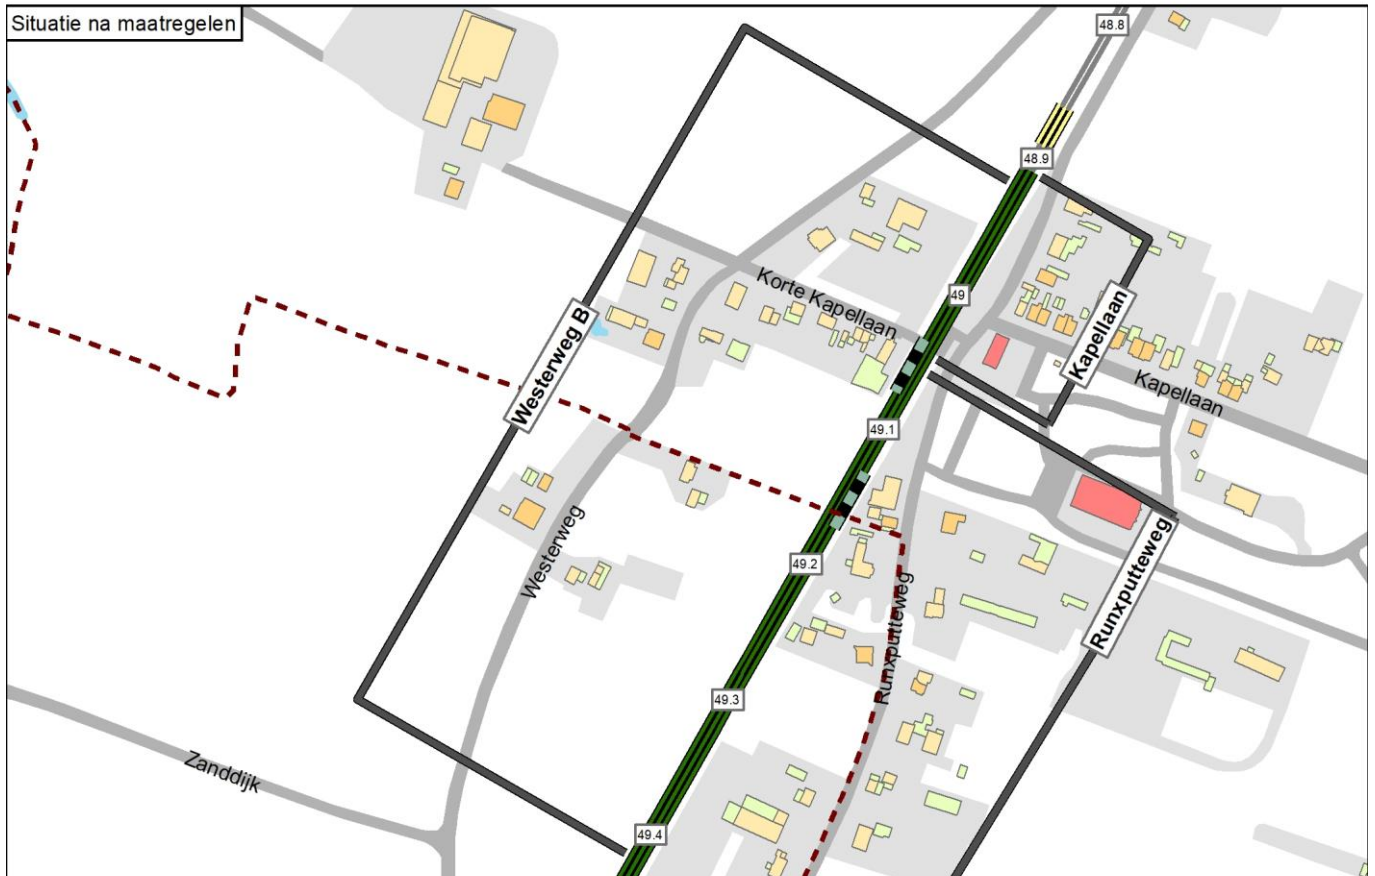 Situatie na maatregelen
48.8
48.9
49
Korte Kapellaan
Kapellaan
Westerweg B
Kapellaan
49.1
Westerweg
49.2
Runxputteweg
Runxputteweg
49.3
Zanddijk
49.4